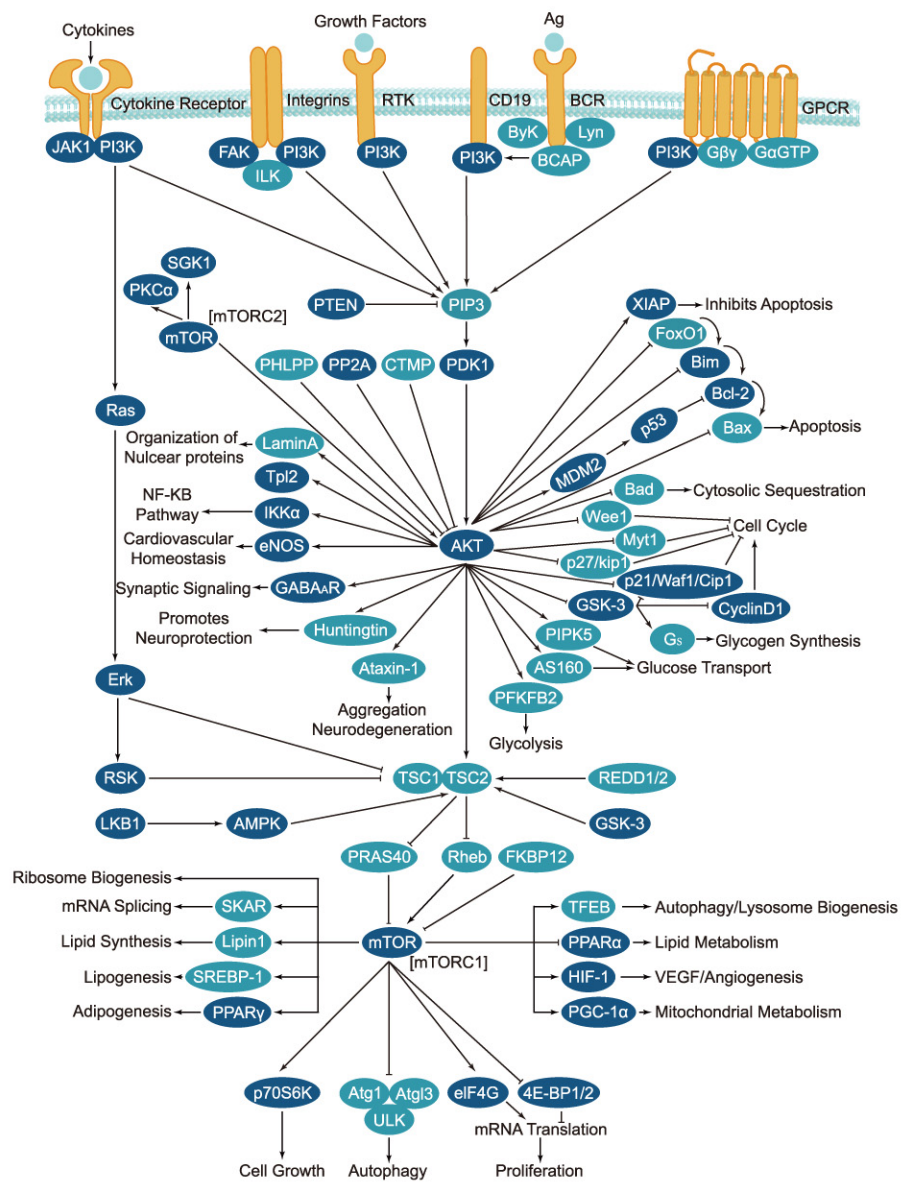 Growth Factors
Ag
Cytokines
Cytokine Receptor
Integrins
RTK
CD19
BCR
GPCR
ByK
Lyn
JAK1
PI3K
FAK
PI3K
ILK
PI3K
PI3K
BCAP
PI3K
Gβγ
GαGTP
SGK1
PKCα
[mTORC2]
mTOR
PTEN
PIP3
XIAP
Inhibits Apoptosis
FoxO1
PHLPP
PP2A
CTMP
PDK1
Bim
Bcl-2
Ras
p53
Bax
Apoptosis
Organization of
Nulcear proteins
LaminA
MDM2
Tpl2
Bad
Cytosolic Sequestration
NF-KB
Pathway
IKKα
Wee1
Cell Cycle
Cardiovascular
Homeostasis
eNOS
AKT
Myt1
p27/kip1
Synaptic Signaling
GABAAR
p21/Waf1/Cip1
GSK-3
CyclinD1
Promotes
Neuroprotection
Huntingtin
PIPK5
Gs
Glycogen Synthesis
Erk
Ataxin-1
AS160
Glucose Transport
PFKFB2
Aggregation
Neurodegeneration
Glycolysis
RSK
TSC1
TSC2
REDD1/2
LKB1
AMPK
GSK-3
PRAS40
Rheb
FKBP12
Ribosome Biogenesis
mRNA Splicing
SKAR
TFEB
Autophagy/Lysosome Biogenesis
Lipid Synthesis
Lipin1
mTOR
[mTORC1]
PPARα
Lipid Metabolism
Lipogenesis
SREBP-1
HIF-1
VEGF/Angiogenesis
Adipogenesis
PPARγ
PGC-1α
Mitochondrial Metabolism
p70S6K
Atg1
Atgl3
ULK
elF4G
4E-BP1/2
mRNA Translation
Cell Growth
Autophagy
Proliferation